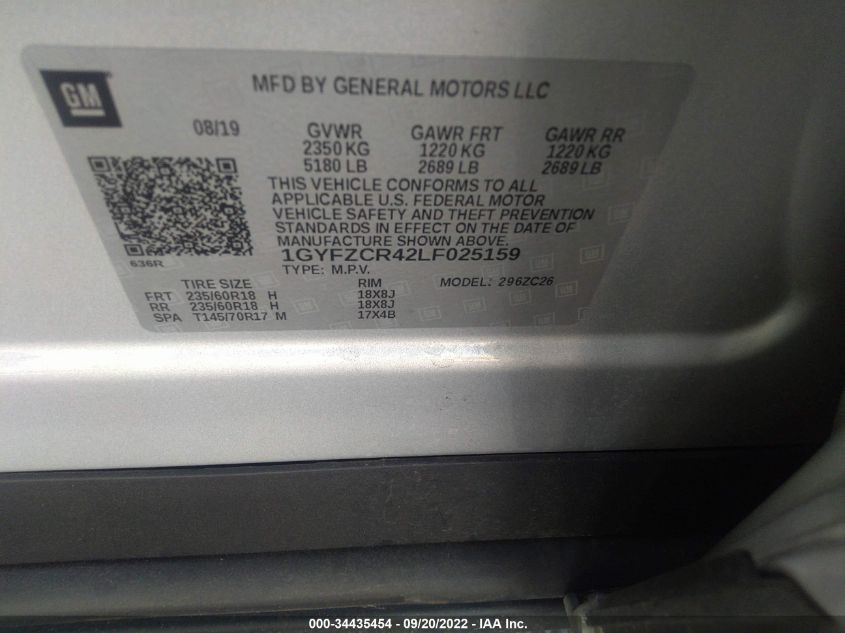 GM
MFD BY GENERAL MOTORS LLC
08/19 GVWR GAWR FRT GAWR RR
2350 KG 1220 KG 1220 KG
5180 LB 2689 LB 2689 LB
THIS VEHICLE CONFORMS TO ALL
APPLICABLE U.S. FEDERAL MOTOR
VEHICLE SAFETY AND THEFT PREVENTION
STANDARDS IN EFFECT ON THE DATE OF
MANUFACTURE SHOWN ABOVE.
636R
1GYFZCR42LF025159
TYPE: M.P.V. MODEL: 296ZC26
TIRE SIZE RIM
FRT 235/60R18 H 18X8J
RR 235/60R18 H 18X8J
SPA T145/70R17 M 17X4B
000-34435454 - 09/20/2022 - IAA Inc.